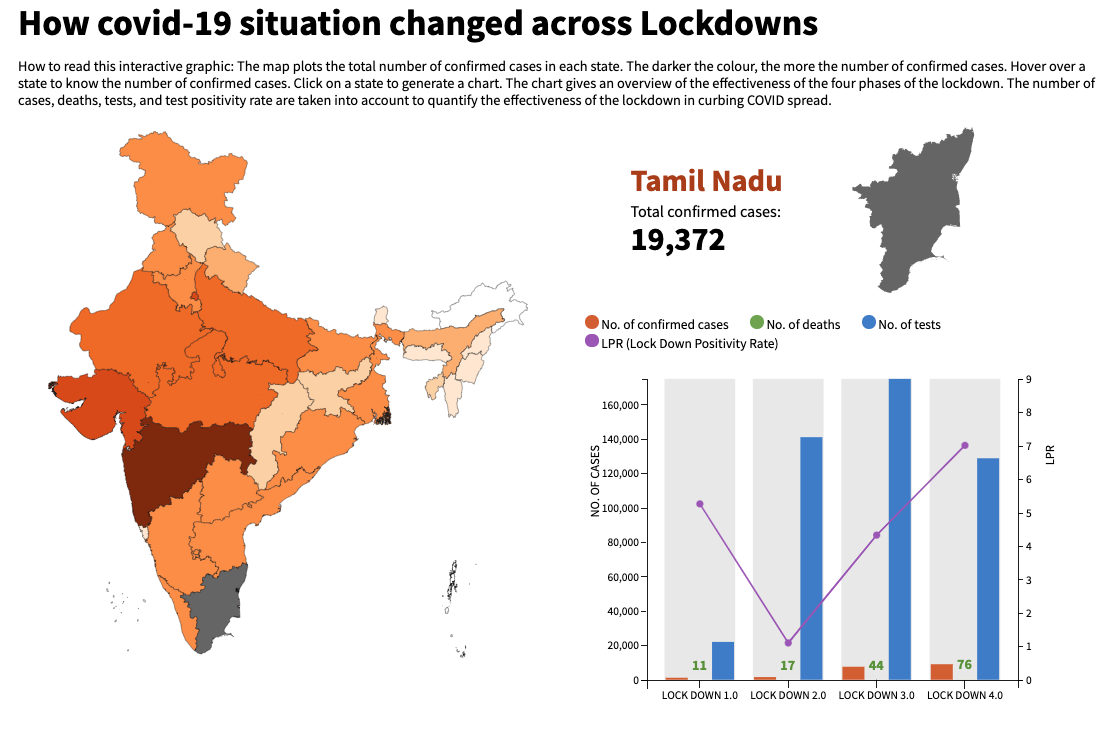 How covid-19 situation changed across Lockdowns
How to read this interactive graphic: The map plots the total number of confirmed cases in each state. The darker the colour, the more the number of confirmed cases. Hover over a
state to know the number of confirmed cases. Click on a state to generate a chart. The chart gives an overview of the effectiveness of the four phases of the lockdown. The number of
cases, deaths, tests, and test positivity rate are taken into account to quantify the effectiveness of the lockdown in curbing COVID spread.
Tamil Nadu
Total confirmed cases:
19,372
No. of confirmed cases
No. of deaths
No. of tests
LPR (Lock Down Positivity Rate)
NO. OF CASES
160,000
140,000
120,000
100,000
80,000
60,000
40,000
20,000
0
11
17
44
76
9
8
7
6
5
4
3
2
1
0
LPR
LOCK DOWN 1.0
LOCK DOWN 2.0
LOCK DOWN 3.0
LOCK DOWN 4.0